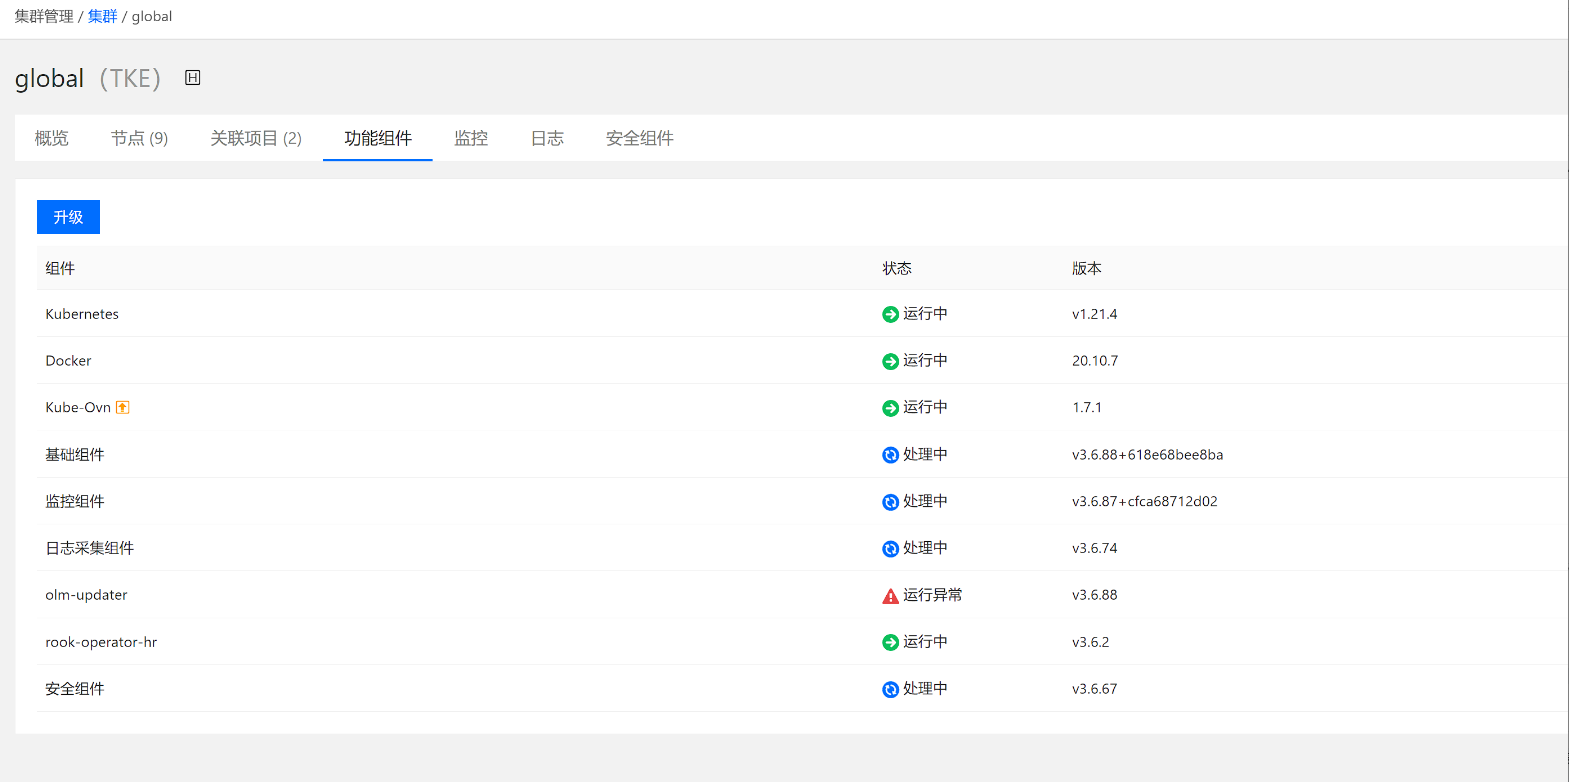 集群管理 / 集群 / global
global （TKE） H
概览 节点 (9) 关联项目 (2) 功能组件 监控 日志 安全组件
升级
组件 状态 版本
Kubernetes 运行中 v1.21.4
Docker 运行中 20.10.7
Kube-Ovn 运行中 1.7.1
基础组件 处理中 v3.6.88+618e68bee8ba
监控组件 处理中 v3.6.87+cfca68712d02
日志采集组件 处理中 v3.6.74
olm-updater 运行异常 v3.6.88
rook-operator-hr 运行中 v3.6.2
安全组件 处理中 v3.6.67